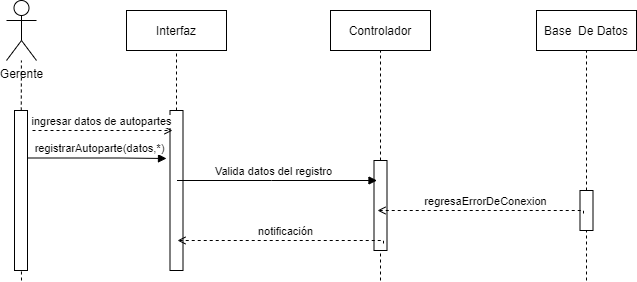 Interfaz
Controlador
Base De Datos
Gerente
ingresar datos de autopartes
registrarAutoparte(datos,*)
Valida datos del registro
regresaErrorDeConexion
notificación